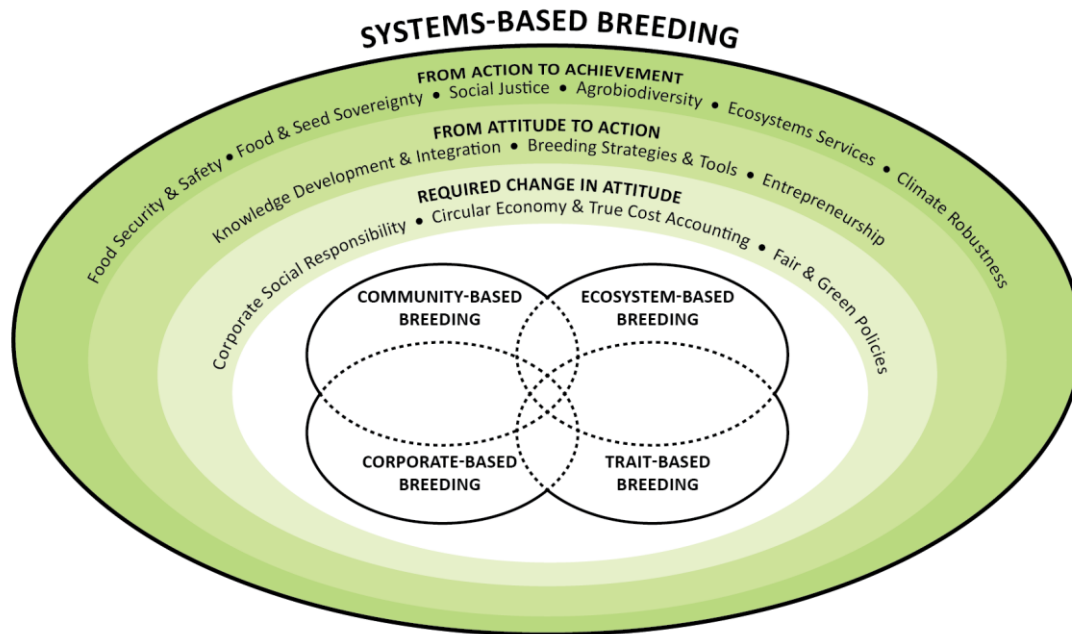 SYSTEMS-BASED BREEDING
FROM ACTION TO ACHIEVEMENT
Food Security & Safety • Food & Seed Sovereignty • Social Justice • Agrobiodiversity • Ecosystems Services • Climate Robustness
FROM ATTITUDE TO ACTION
Knowledge Development & Integration • Breeding Strategies & Tools • Entrepreneurship
REQUIRED CHANGE IN ATTITUDE
Corporate Social Responsibility • Circular Economy & True Cost Accounting • Fair & Green Policies
COMMUNITY-BASED
BREEDING
ECOSYSTEM-BASED
BREEDING
CORPORATE-BASED
BREEDING
TRAIT-BASED
BREEDING